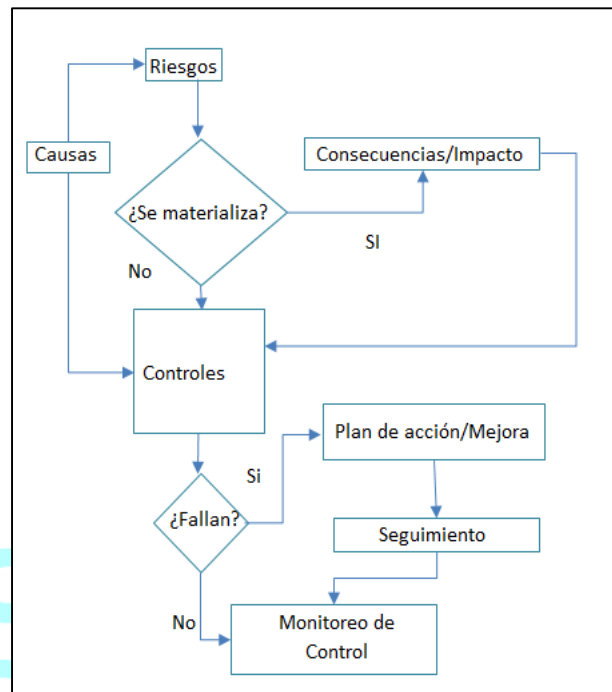 Riesgos
Causas
Consecuencias/Impacto
¿Se materializa?
SI
No
Controles
Plan de acción/Mejora
Si
¿Fallan?
Seguimiento
No
Monitoreo de
Control